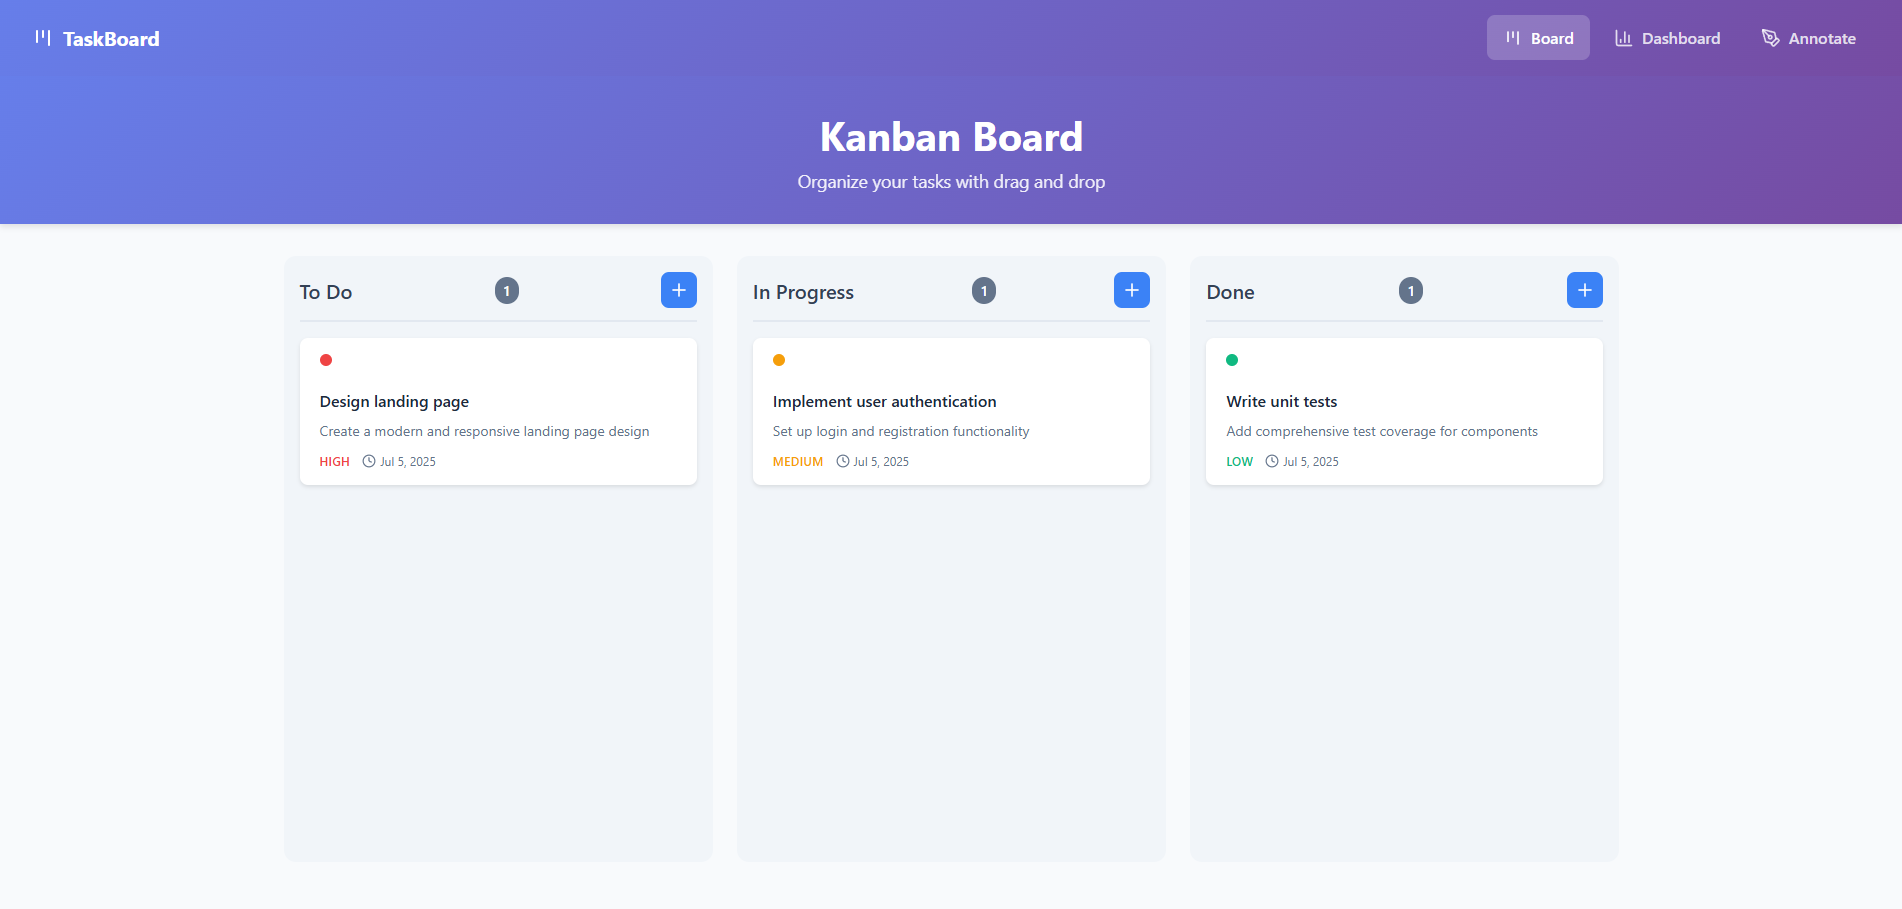 TaskBoard
Board
Dashboard
Annotate
Kanban Board
Organize your tasks with drag and drop
To Do
1
Design landing page
Create a modern and responsive landing page design
HIGH Jul 5, 2025
In Progress
1
Implement user authentication
Set up login and registration functionality
MEDIUM Jul 5, 2025
Done
1
Write unit tests
Add comprehensive test coverage for components
LOW Jul 5, 2025